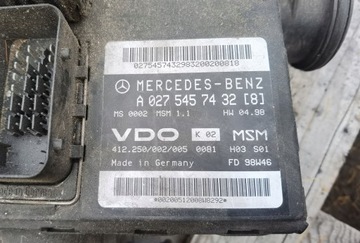 0275457432983200200818
MERCEDES-BENZ
A 027 545 74 32 [8]
MS 0002 MSM 1.1 HW 04.98
VDO K 02 MSM
412.250/002/005 0081 H03 S01
Made in Germany FD 98W46
*00200512008W8292*